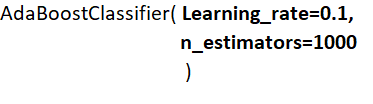 AdaBoostClassifier( Learning_rate=0.1,
n_estimators=1000
)